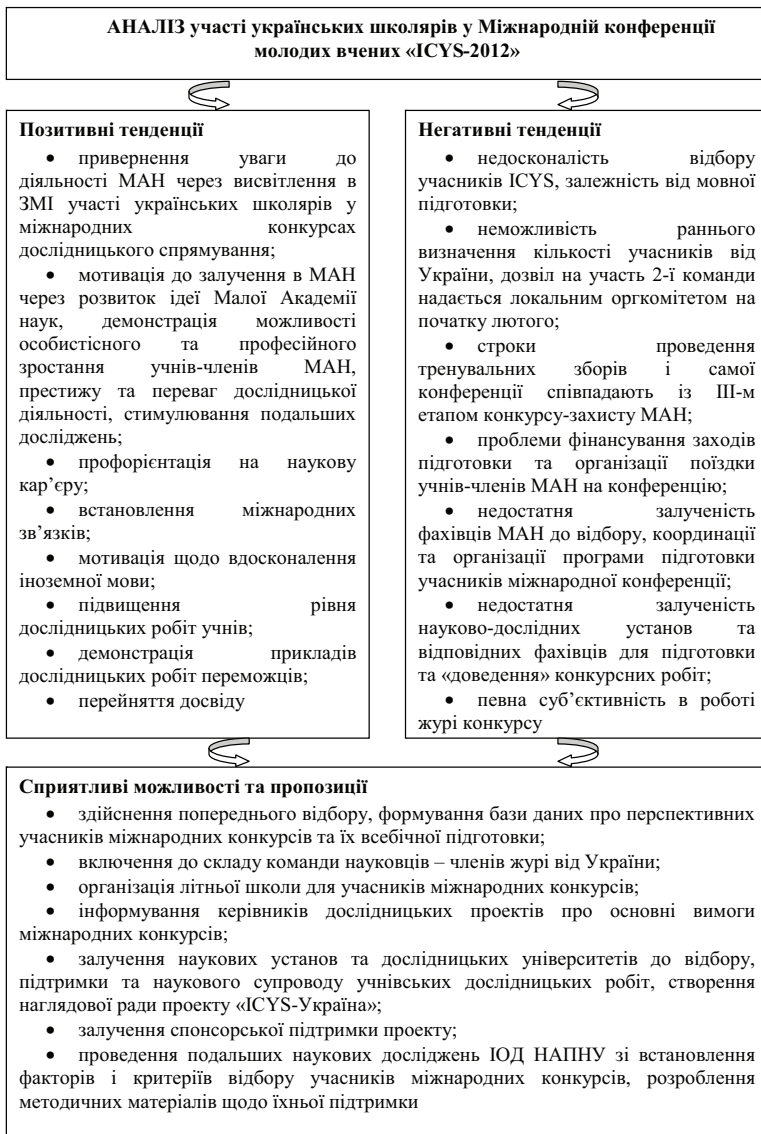 АНАЛІЗ участі українських школярів у Міжнародній конференції
молодих вчених «ICYS-2012»
Позитивні тенденції
• привернення уваги до
діяльності МАН через висвітлення в
ЗМІ участі українських школярів у
міжнародних конкурсах
дослідницького спрямування;
• мотивація до залучення в МАН
через розвиток ідеї Малої Академії
наук, демонстрація можливості
особистісного та професійного
зростання учнів-членів МАН,
престижу та переваг дослідницької
діяльності, стимулювання подальших
досліджень;
• профорієнтація на наукову
кар’єру;
• встановлення міжнародних
зв’язків;
• мотивація щодо вдосконалення
іноземної мови;
• підвищення рівня
дослідницьких робіт учнів;
• демонстрація прикладів
дослідницьких робіт переможців;
• перейняття досвіду
Негативні тенденції
• недосконалість відбору
учасників ICYS, залежність від мовної
підготовки;
• неможливість раннього
визначення кількості учасників від
України, дозвіл на участь 2-ї команди
надається локальним оргкомітетом на
початку лютого;
• строки проведення
тренувальних зборів і самої
конференції співпадають із ІІІ-м
етапом конкурсу-захисту МАН;
• проблеми фінансування заходів
підготовки та організації поїздки
учнів-членів МАН на конференцію;
• недостатня залученість
фахівців МАН до відбору, координації
та організації програми підготовки
учасників міжнародної конференції;
• недостатня залученість
науково-дослідних установ та
відповідних фахівців для підготовки
та «доведення» конкурсних робіт;
• певна суб’єктивність в роботі
журі конкурсу
Сприятливі можливості та пропозиції
• здійснення попереднього відбору, формування бази даних про перспективних
учасників міжнародних конкурсів та їх всебічної підготовки;
• включення до складу команди науковців – членів журі від України;
• організація літньої школи для учасників міжнародних конкурсів;
• інформування керівників дослідницьких проектів про основні вимоги
міжнародних конкурсів;
• залучення наукових установ та дослідницьких університетів до відбору,
підтримки та наукового супроводу учнівських дослідницьких робіт, створення
наглядової ради проекту «ICYS-Україна»;
• залучення спонсорської підтримки проекту;
• проведення подальших наукових досліджень ІОД НАПНУ зі встановлення
факторів і критеріїв відбору учасників міжнародних конкурсів, розроблення
методичних матеріалів щодо їхньої підтримки